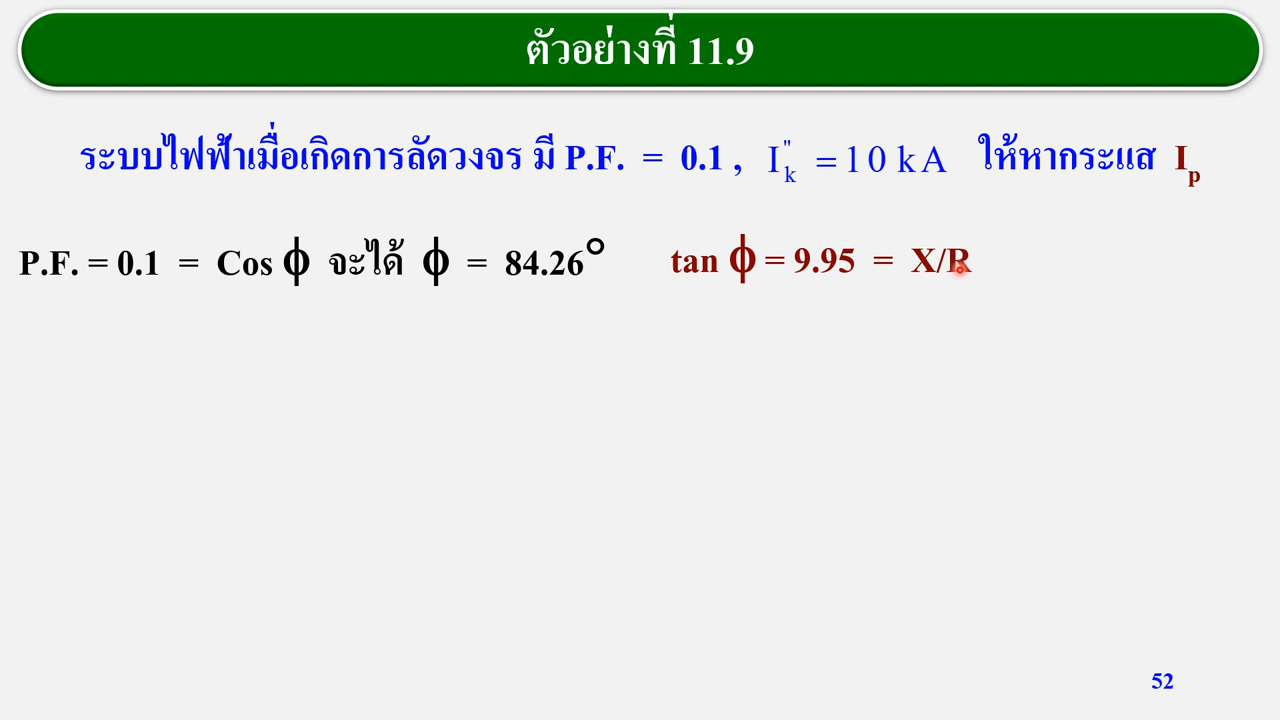 ตัวอย่างที่ 11.9
ระบบไฟฟ้าเมื่อเกิดการลัดวงจร มี P.F. = 0.1 , I"k = 10 kA ให้หากระแส Ip
P.F. = 0.1 = Cos ϕ จะได้ ϕ = 84.26° tan ϕ = 9.95 = X/R
52